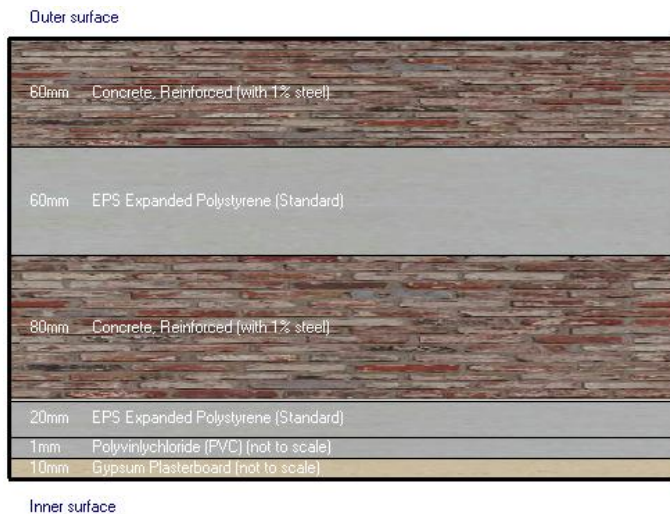 Outer surface
60mm Concrete, Reinforced (with 1% steel)
60mm EPS Expanded Polystyrene (Standard)
80mm Concrete, Reinforced (with 1% steel)
20mm EPS Expanded Polystyrene (Standard)
1mm Polyvinlychloride (PVC) (not to scale)
10mm Gypsum Plasterboard (not to scale)
Inner surface